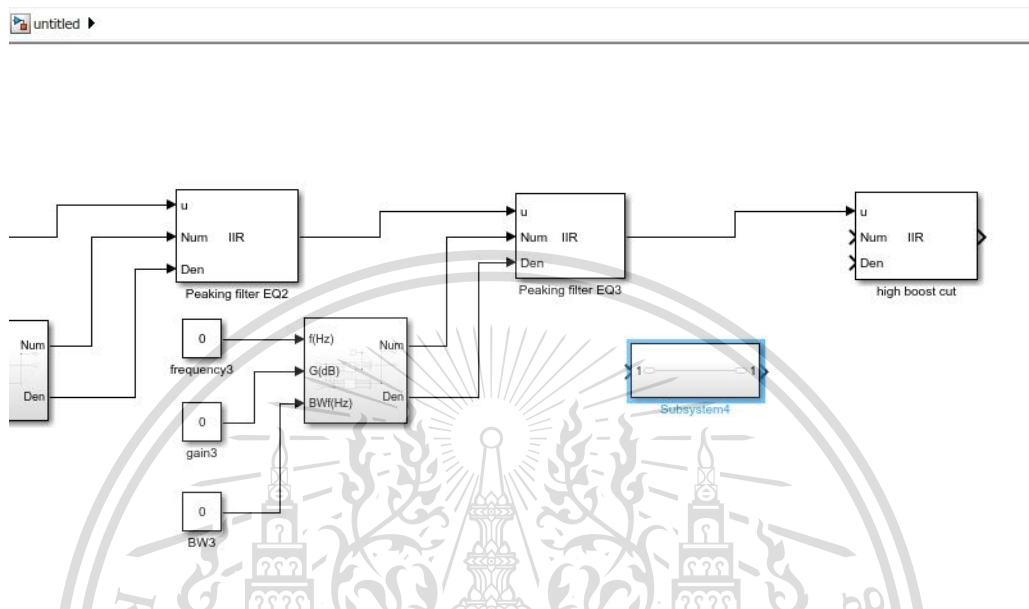 untitled
u
Num IIR
Den
Peaking filter EQ2
u
Num IIR
Den
Peaking filter EQ3
u
Num IIR
Den
high boost cut
Num
Den
0
frequency3
0
gain3
0
BW3
f(Hz)
G(dB)
BWf(Hz)
Num
Den
1 1
Subsystem4